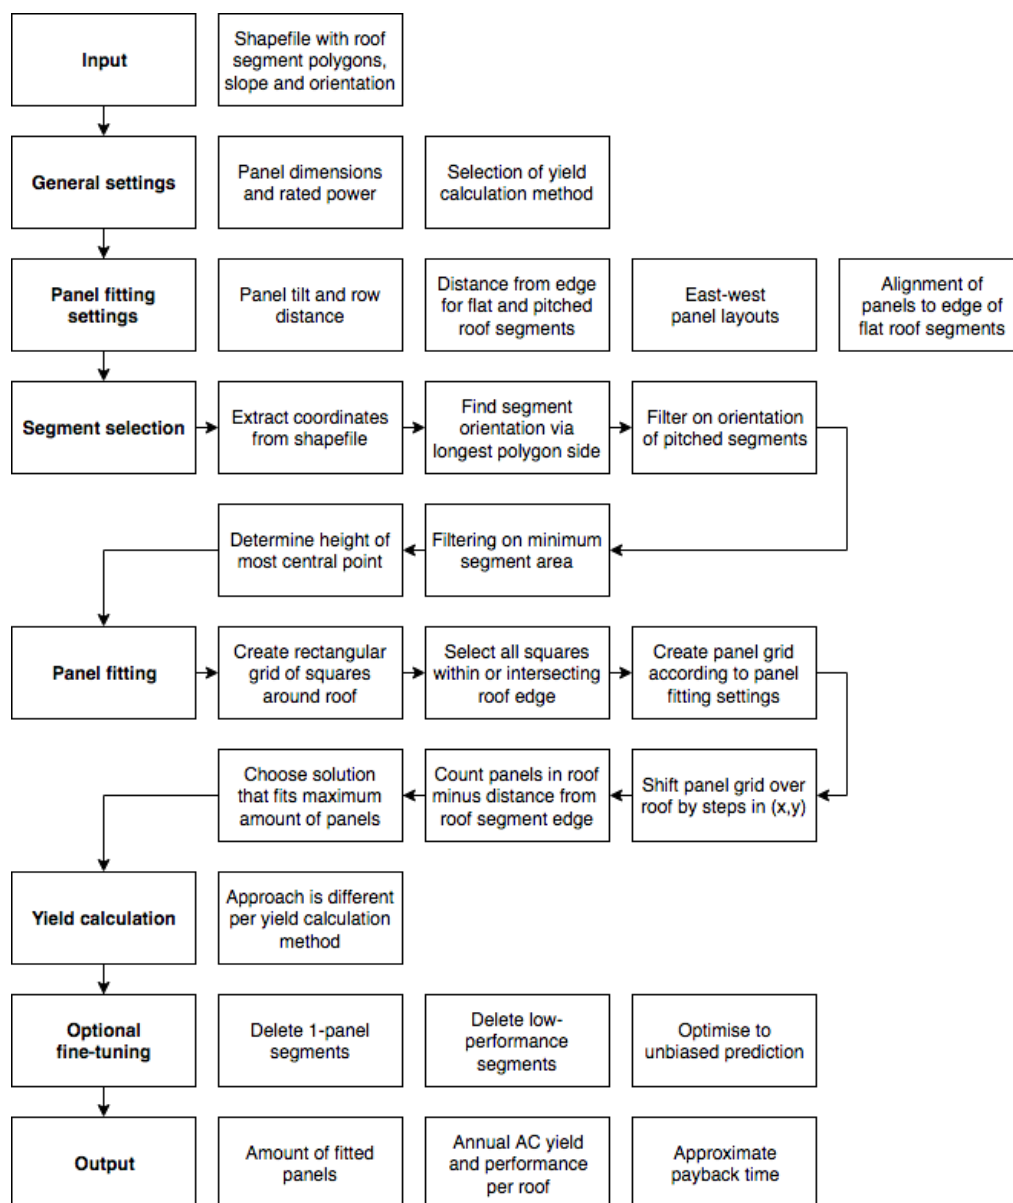 Input
Shapefile with roof
segment polygons,
slope and orientation
General settings
Panel dimensions
and rated power
Selection of yield
calculation method
Panel fitting
settings
Panel tilt and row
distance
Distance from edge
for flat and pitched
roof segments
East-west
panel layouts
Alignment of
panels to edge of
flat roof segments
Segment selection
Extract coordinates
from shapefile
Find segment
orientation via
longest polygon side
Filter on orientation
of pitched segments
Determine height of
most central point
Filtering on minimum
segment area
Panel fitting
Create rectangular
grid of squares
around roof
Select all squares
within or intersecting
roof edge
Create panel grid
according to panel
fitting settings
Choose solution
that fits maximum
amount of panels
Count panels in roof
minus distance from
roof segment edge
Shift panel grid over
roof by steps in (x,y)
Yield calculation
Approach is different
per yield calculation
method
Optional
fine-tuning
Delete 1-panel
segments
Delete low-
performance
segments
Optimise to
unbiased prediction
Output
Amount of fitted
panels
Annual AC yield
and performance
per roof
Approximate
payback time